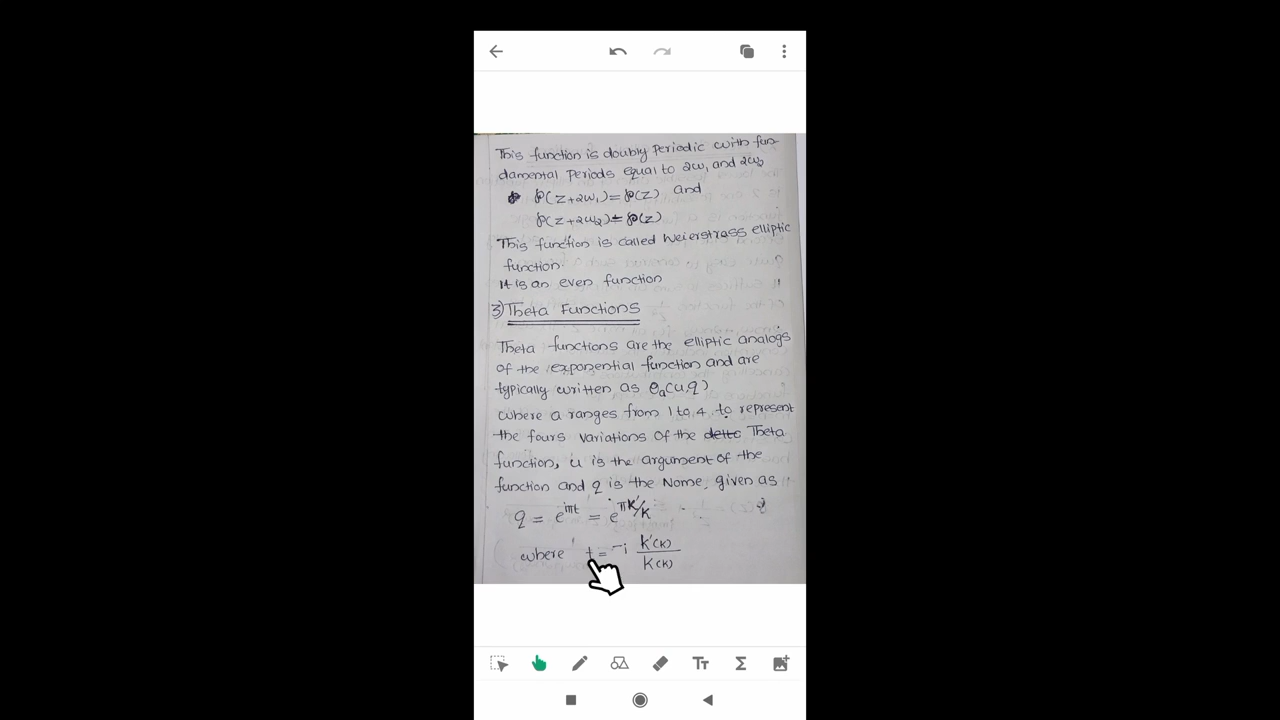 This function is doubly Periodic with fun-
damental Periods equal to 2ω₁ and 2ω₂
℘(z+2ω₁)=℘(z) and
℘(z+2ω₂)=℘(z)
This function is called Weierstrass elliptic
function.
It is an even function
3) Theta Functions
Theta functions are the elliptic analogs
of the exponential function and are
typically written as θₐ(u,q)
where a ranges from 1 to 4 to represent
the fours variations of the Theta
function, u is the argument of the
function and q is the Nome, given as
q = e^{iπt} = e^{πK'/K}
where t = -i K'(K)/K(K)
Tт
Σ